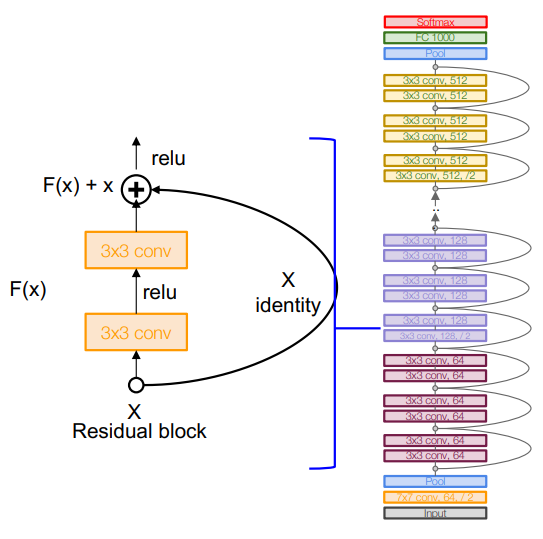 relu
F(x) + x
3x3 conv
F(x)
relu
X
identity
3x3 conv
X
Residual block
Softmax
FC 1000
Pool
3x3 conv, 512
3x3 conv, 512
3x3 conv, 512
3x3 conv, 512
3x3 conv, 512
3x3 conv, 512, /2
..
3x3 conv, 128
3x3 conv, 128
3x3 conv, 128
3x3 conv, 128
3x3 conv, 128
3x3 conv, 128, / 2
3x3 conv, 64
3x3 conv, 64
3x3 conv, 64
3x3 conv, 64
3x3 conv, 64
3x3 conv, 64
Pool
7x7 conv, 64, / 2
Input